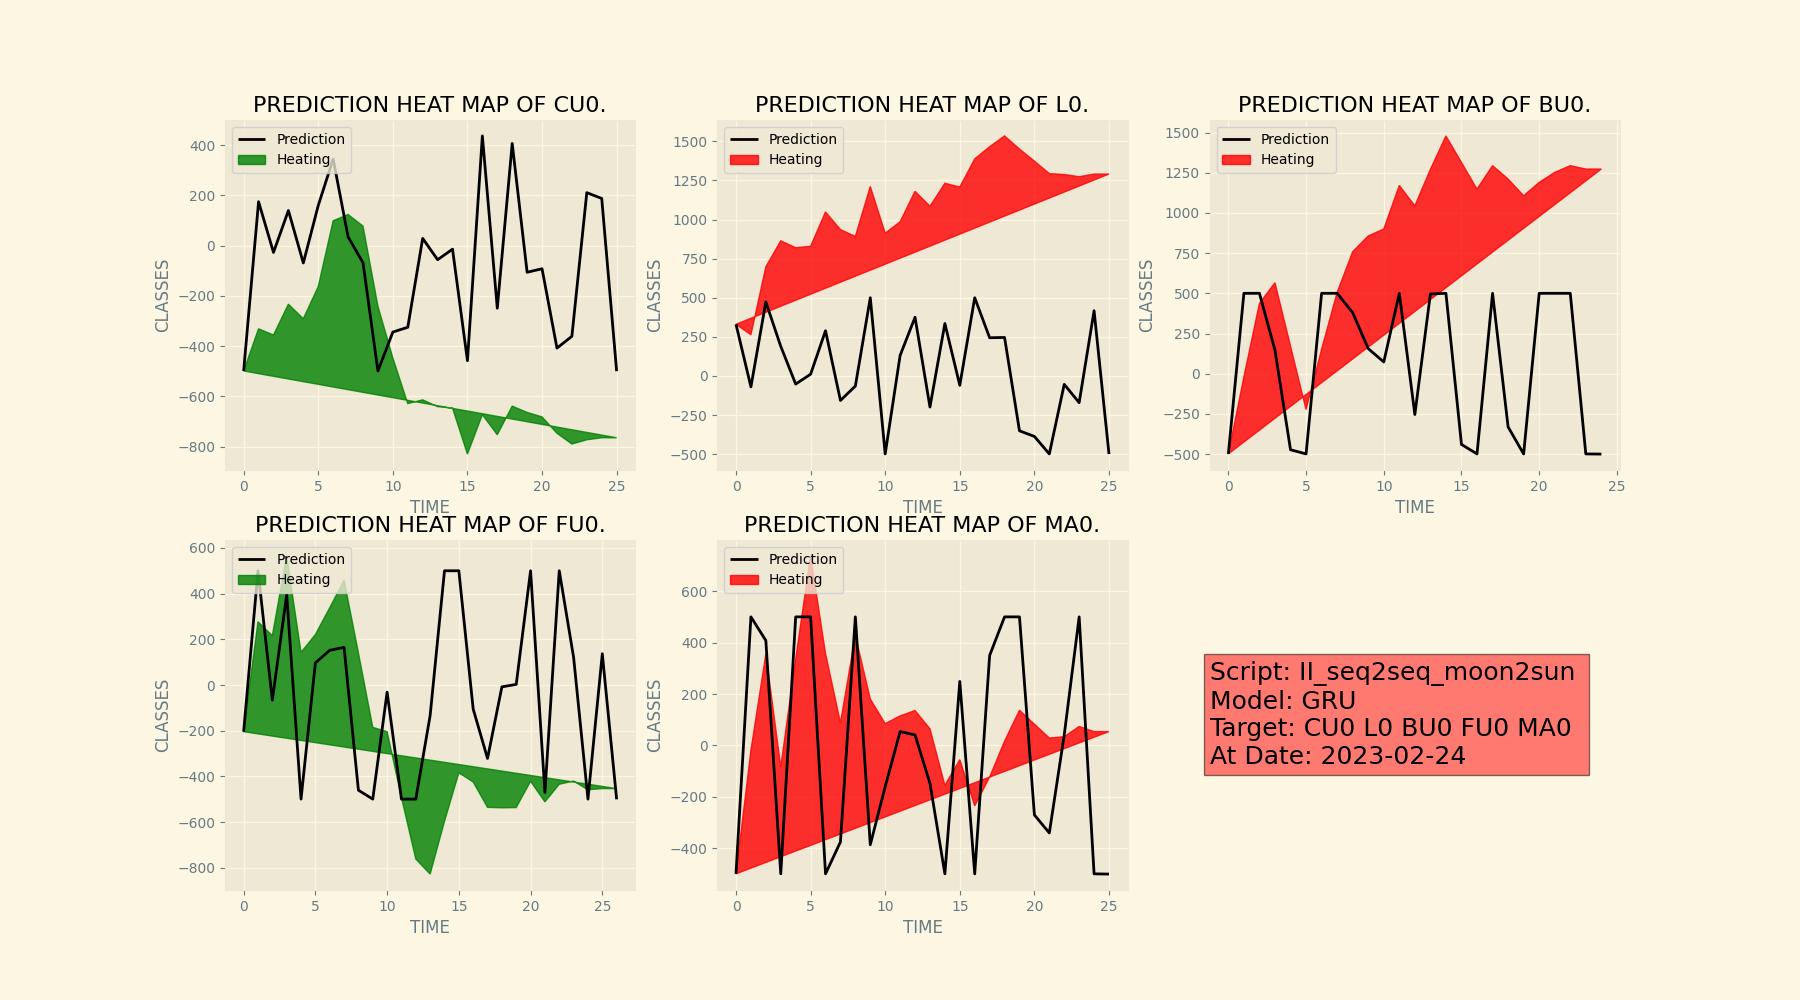 PREDICTION HEAT MAP OF CU0.
Prediction
Heating
400
200
0
−200
−400
−600
−800
CLASSES
0 5 10 15 20 25
TIME
PREDICTION HEAT MAP OF L0.
Prediction
Heating
1500
1250
1000
750
500
250
0
−250
−500
CLASSES
0 5 10 15 20 25
TIME
PREDICTION HEAT MAP OF BU0.
Prediction
Heating
1500
1250
1000
750
500
250
0
−250
−500
CLASSES
0 5 10 15 20 25
TIME
PREDICTION HEAT MAP OF FU0.
Prediction
Heating
600
400
200
0
−200
−400
−600
−800
CLASSES
0 5 10 15 20 25
TIME
PREDICTION HEAT MAP OF MA0.
Prediction
Heating
600
400
200
0
−200
−400
CLASSES
0 5 10 15 20 25
TIME
Script: II_seq2seq_moon2sun
Model: GRU
Target: CU0 L0 BU0 FU0 MA0
At Date: 2023-02-24